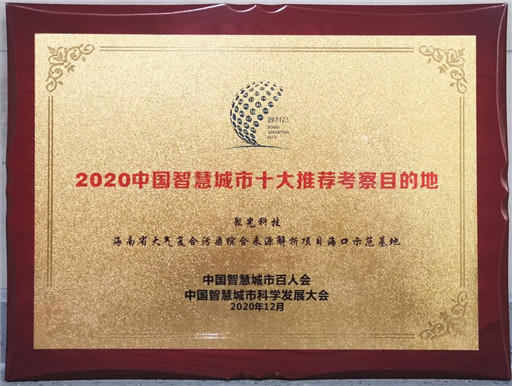 2020中国智慧城市十大推荐考察目的地
聚光科技
海南省大气复合污染综合来源解析项目海口示范基地
中国智慧城市百人会
中国智慧城市科学发展大会
2020年12月